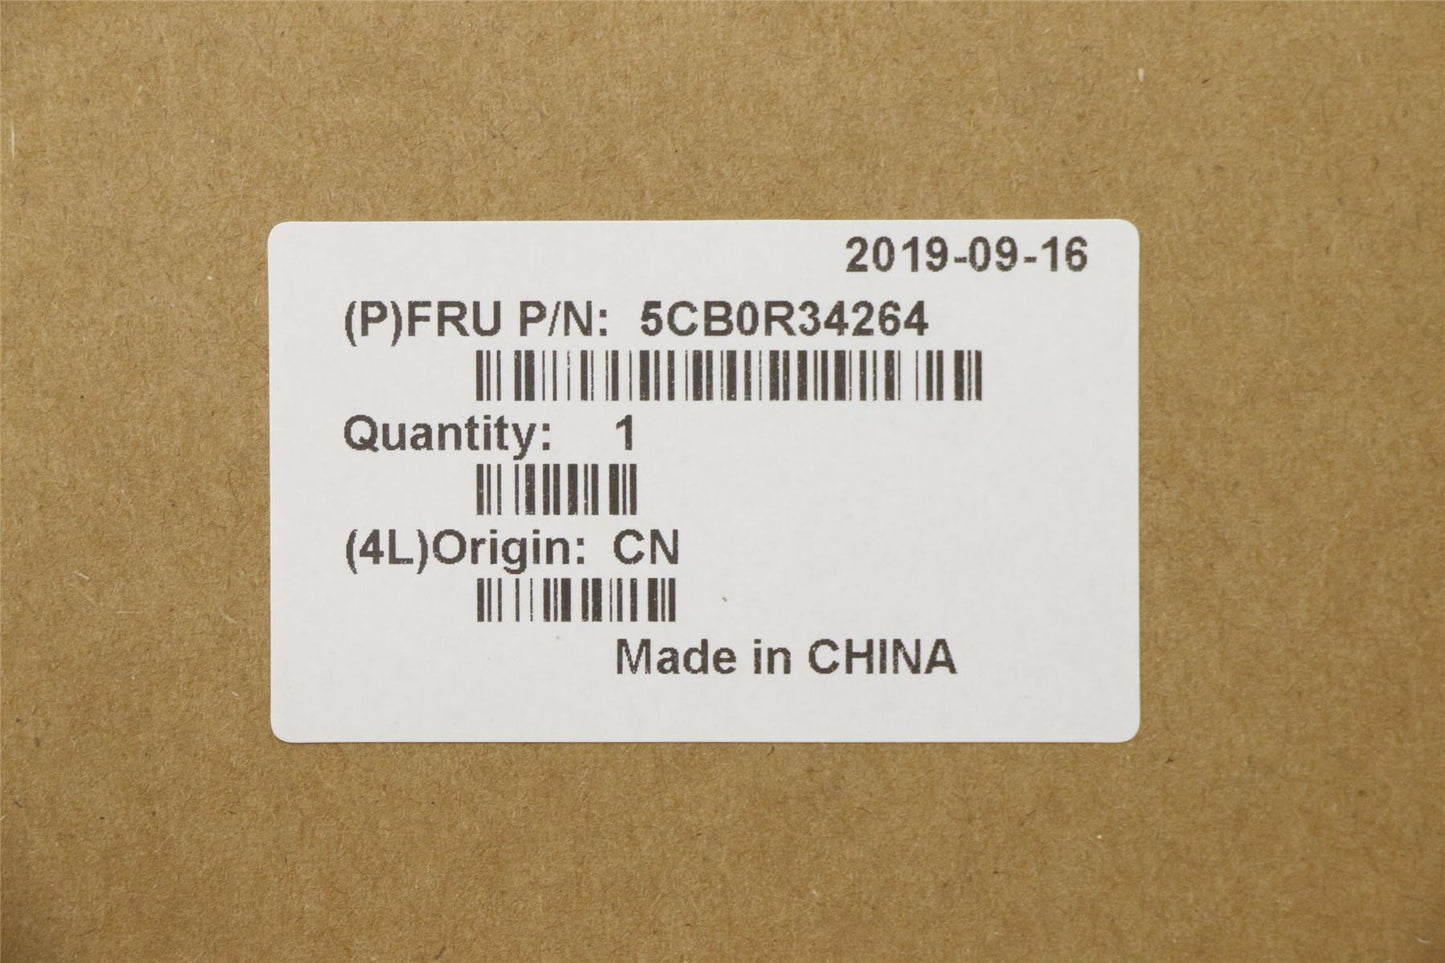 2019-09-16
(P)FRU P/N: 5CB0R34264
Quantity: 1
(4L)Origin: CN
Made in CHINA